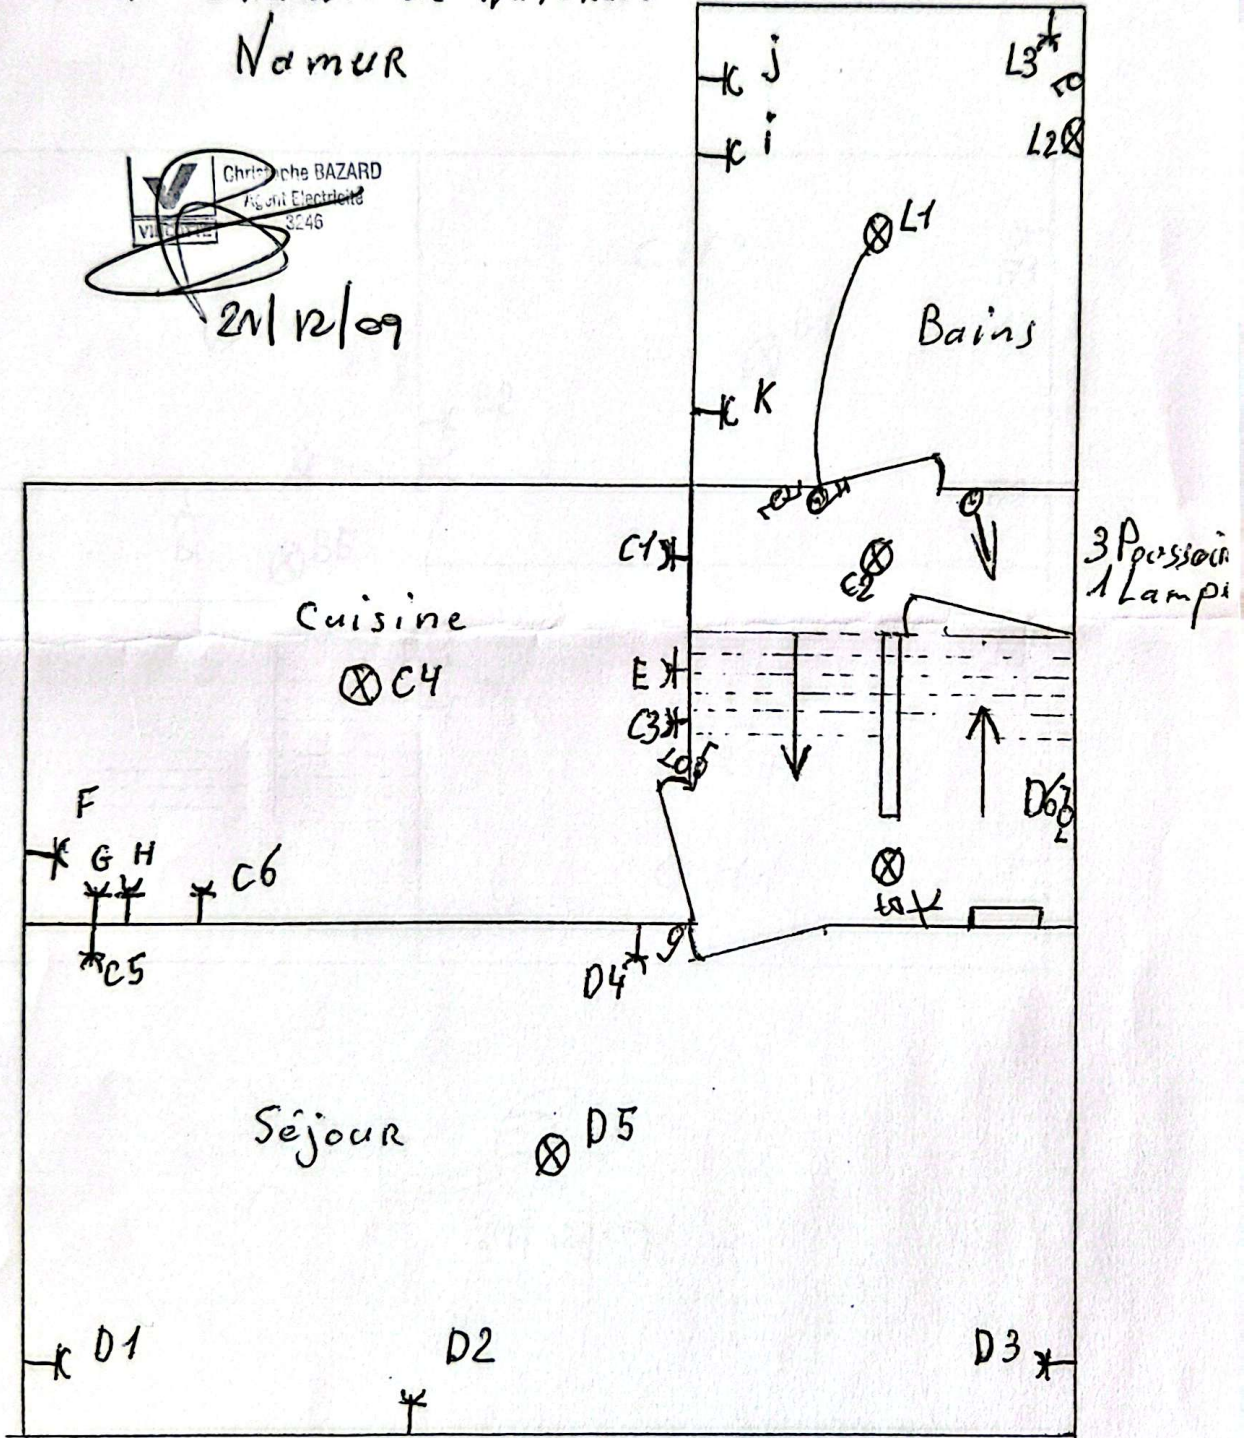 Namur
Christophe BAZARD
Agent Electricité
3246
21/12/09
j
i
L3
L2
L1
Bains
K
C1
C2
3 Poussoir
1 Lampe
Cuisine
C4
E
C3
D6
F
G H
C6
C5
D4
Séjour
D5
D1
D2
D3